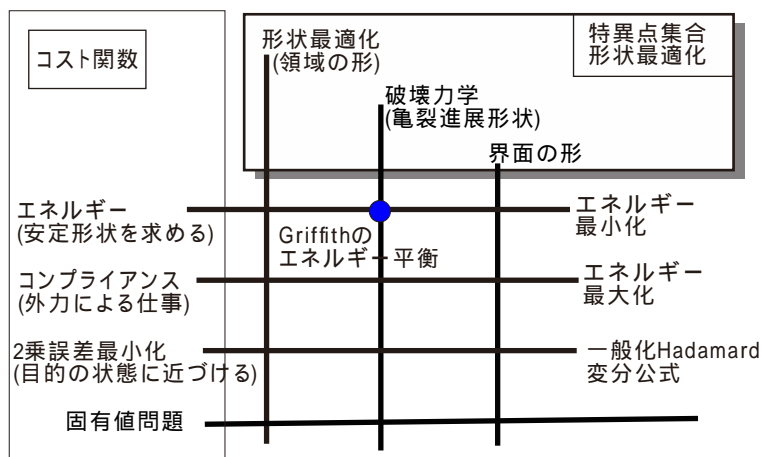 コスト関数
形状最適化
(領域の形)
特異点集合
形状最適化
破壊力学
(亀裂進展形状)
界面の形
エネルギー
(安定形状を求める)
エネルギー
最小化
Griffithの
エネルギー平衡
コンプライアンス
(外力による仕事)
エネルギー
最大化
2乗誤差最小化
(目的の状態に近づける)
一般化Hadamard
変分公式
固有値問題